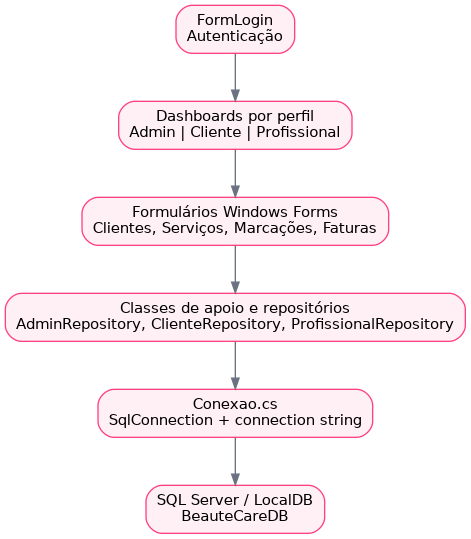 FormLogin
Autenticação
Dashboards por perfil
Admin | Cliente | Profissional
Formulários Windows Forms
Clientes, Serviços, Marcações, Faturas
Classes de apoio e repositórios
AdminRepository, ClienteRepository, ProfissionalRepository
Conexao.cs
SqlConnection + connection string
SQL Server / LocalDB
BeauteCareDB